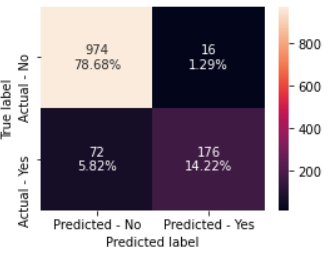 974
78.68%
16
1.29%
72
5.82%
176
14.22%
True label
Actual - No
Actual - Yes
Predicted - No
Predicted - Yes
Predicted label
800
600
400
200